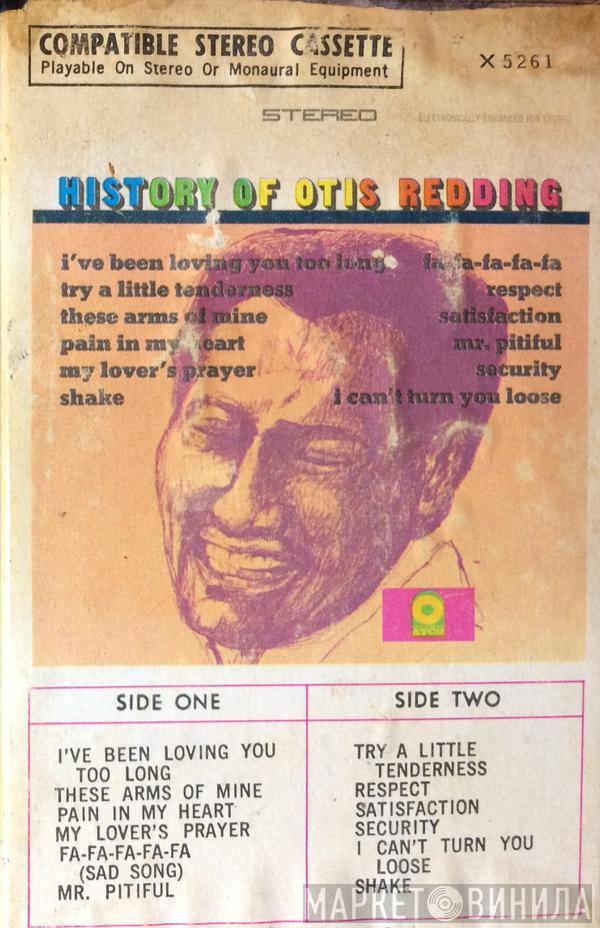 COMPATIBLE STEREO CASSETTE
Playable On Stereo Or Monaural Equipment
X 5261
STEREO
ELECTRONICALLY ENHANCED FOR STEREO
HISTORY OF OTIS REDDING
i've been loving you too long
try a little tenderness
these arms of mine
pain in my heart
my lover's prayer
shake
fa-fa-fa-fa-fa
respect
satisfaction
mr. pitiful
security
i can't turn you loose
ATCO
SIDE ONE
I'VE BEEN LOVING YOU
TOO LONG
THESE ARMS OF MINE
PAIN IN MY HEART
MY LOVER'S PRAYER
FA-FA-FA-FA-FA
(SAD SONG)
MR. PITIFUL
SIDE TWO
TRY A LITTLE
TENDERNESS
RESPECT
SATISFACTION
SECURITY
I CAN'T TURN YOU
LOOSE
SHAKE
МАРКЕТ ВИНИЛА